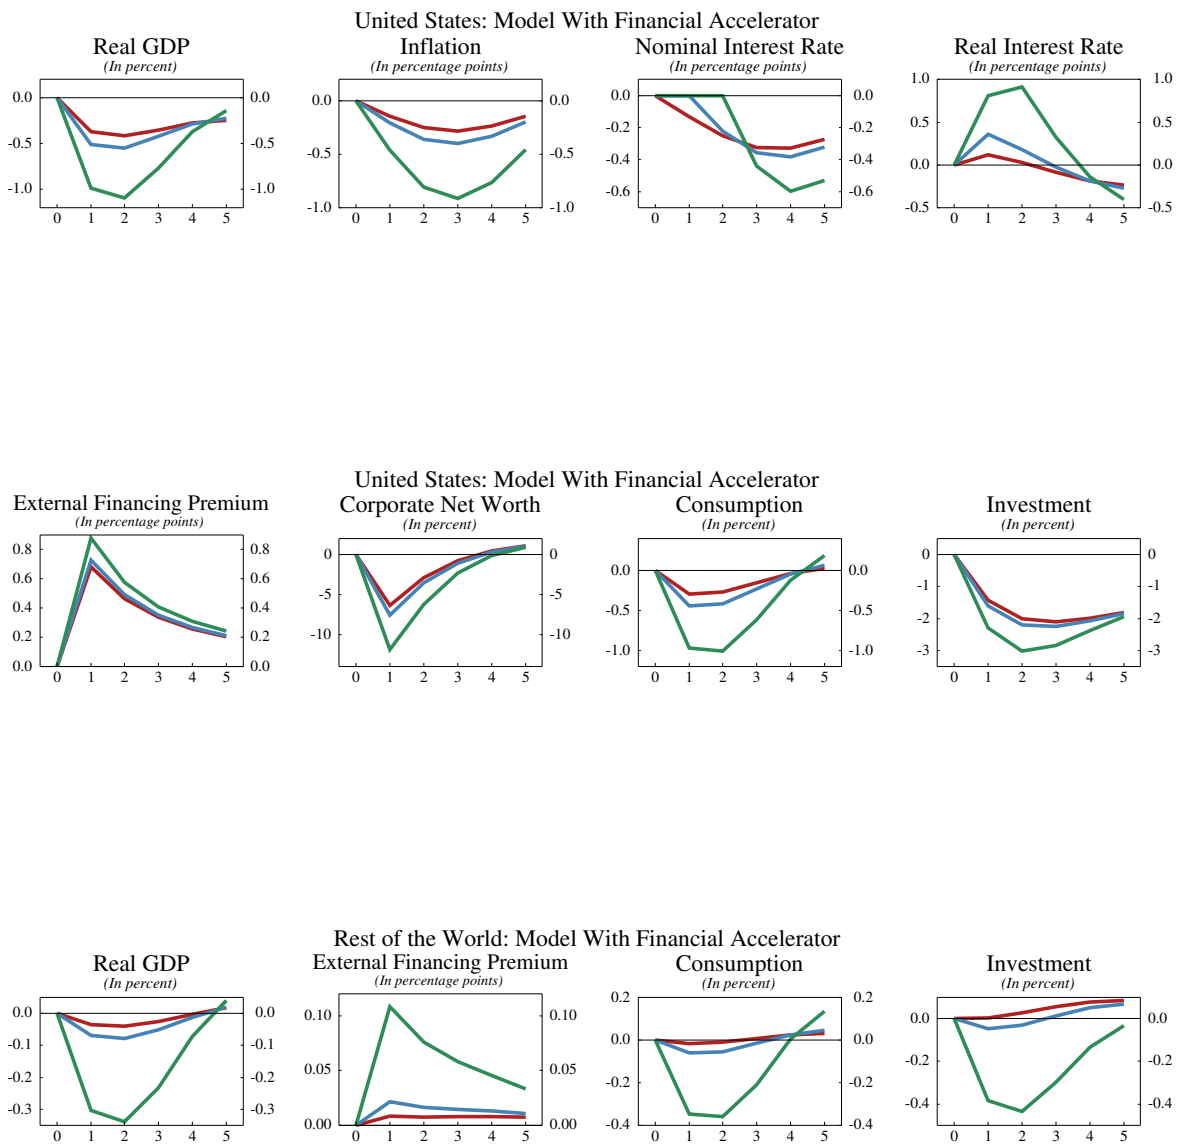 United States: Model With Financial Accelerator
Real GDP
(In percent)
0.0
-0.5
-1.0
0.0
-0.5
-1.0
0 1 2 3 4 5
Inflation
(In percentage points)
0.0
-0.5
-1.0
0.0
-0.5
-1.0
0 1 2 3 4 5
Nominal Interest Rate
(In percentage points)
0.0
-0.2
-0.4
-0.6
0.0
-0.2
-0.4
-0.6
0 1 2 3 4 5
Real Interest Rate
(In percentage points)
1.0
0.5
0.0
-0.5
1.0
0.5
0.0
-0.5
0 1 2 3 4 5
United States: Model With Financial Accelerator
External Financing Premium
(In percentage points)
0.8
0.6
0.4
0.2
0.0
0.8
0.6
0.4
0.2
0.0
0 1 2 3 4 5
Corporate Net Worth
(In percent)
0
-5
-10
0
-5
-10
0 1 2 3 4 5
Consumption
(In percent)
0.0
-0.5
-1.0
0.0
-0.5
-1.0
0 1 2 3 4 5
Investment
(In percent)
0
-1
-2
-3
0
-1
-2
-3
0 1 2 3 4 5
Rest of the World: Model With Financial Accelerator
Real GDP
(In percent)
0.0
-0.1
-0.2
-0.3
0.0
-0.1
-0.2
-0.3
0 1 2 3 4 5
External Financing Premium
(In percentage points)
0.10
0.05
0.00
0.10
0.05
0.00
0 1 2 3 4 5
Consumption
(In percent)
0.2
0.0
-0.2
-0.4
0.2
0.0
-0.2
-0.4
0 1 2 3 4 5
Investment
(In percent)
0.0
-0.2
-0.4
0.0
-0.2
-0.4
0 1 2 3 4 5